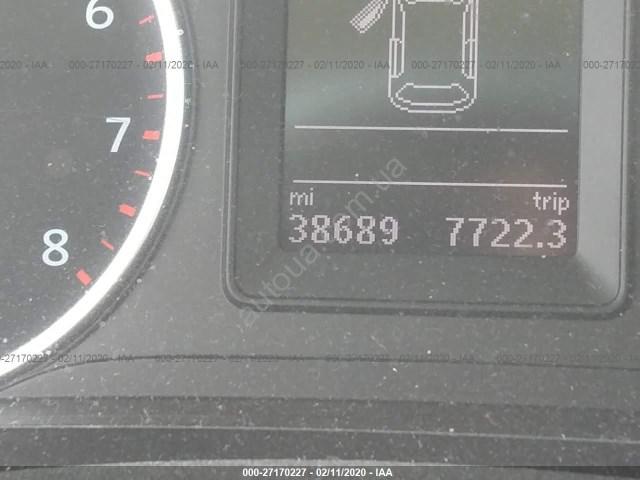 6
7
8
mi trip
38689 7722.3
000-27170227 - 02/11/2020 - IAA
autoua.com.ua
000-27170227 - 02/11/2020 - IAA